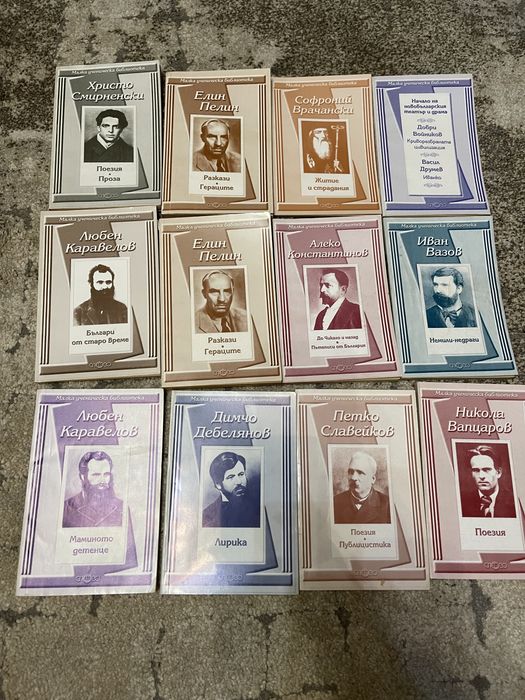 Малка ученическа библиотека
Христо
Смирненски
Поезия
Проза
Малка ученическа библиотека
Елин
Пелин
Разкази
Гераците
Малка ученическа библиотека
Софроний
Врачански
Житие
и страдания
Малка ученическа библиотека
Начало на
новобългарския
театър и драма
Добри
Войников
Криворазбраната
цивилизация
Васил
Друмев
Иванко
Малка ученическа библиотека
Любен
Каравелов
Българи
от старо време
Малка ученическа библиотека
Елин
Пелин
Разкази
Гераците
Малка ученическа библиотека
Алеко
Константинов
До Чикаго и назад
Пътеписи от България
Малка ученическа библиотека
Иван
Вазов
Немили-недраги
Малка ученическа библиотека
Любен
Каравелов
Маминото
детенце
Малка ученическа библиотека
Димчо
Дебелянов
Лирика
Малка ученическа библиотека
Петко
Славейков
Поезия
Публицистика
Малка ученическа библиотека
Никола
Вапцаров
Поезия